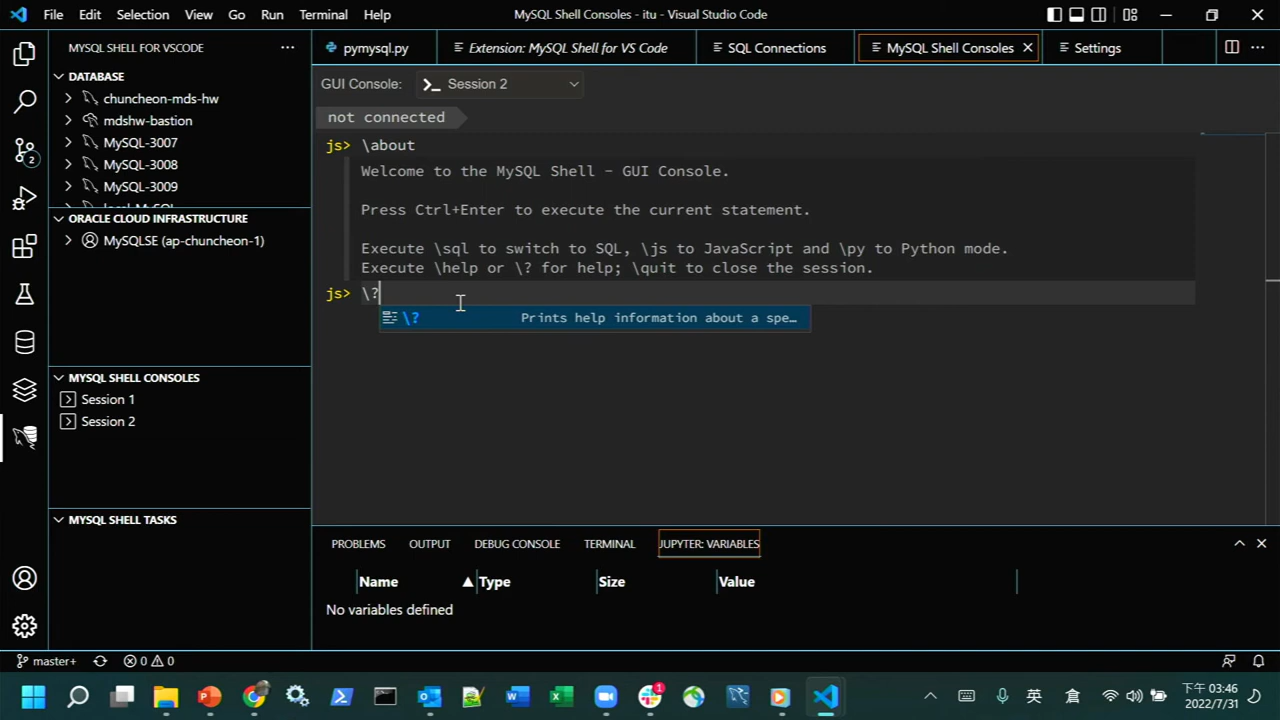 File Edit Selection View Go Run Terminal Help MySQL Shell Consoles - itu - Visual Studio Code
MYSQL SHELL FOR VSCODE
pymysql.py
Extension: MySQL Shell for VS Code
SQL Connections
MySQL Shell Consoles
Settings
DATABASE
chuncheon-mds-hw
mdshw-bastion
MySQL-3007
MySQL-3008
MySQL-3009
ORACLE CLOUD INFRASTRUCTURE
MySQLSE (ap-chuncheon-1)
MYSQL SHELL CONSOLES
Session 1
Session 2
MYSQL SHELL TASKS
2
GUI Console: Session 2
not connected
js> \about
Welcome to the MySQL Shell - GUI Console.
Press Ctrl+Enter to execute the current statement.
Execute \sql to switch to SQL, \js to JavaScript and \py to Python mode.
Execute \help or \? for help; \quit to close the session.
js> \?
\? Prints help information about a spe…
PROBLEMS OUTPUT DEBUG CONSOLE TERMINAL JUPYTER: VARIABLES
Name ▲ Type Size Value
No variables defined
master+ 0 0
1
英 倉
下午 03:46
2022/7/31